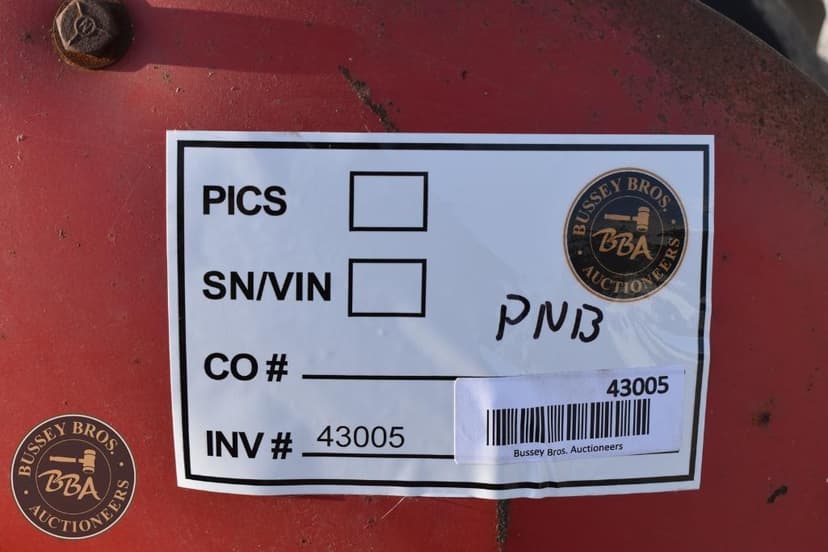 PICS
BUSSEY BROS.
BBA
AUCTIONEERS
SN/VIN
PNB
CO #
43005
Bussey Bros. Auctioneers
INV # 43005
BUSSEY BROS.
BBA
AUCTIONEERS